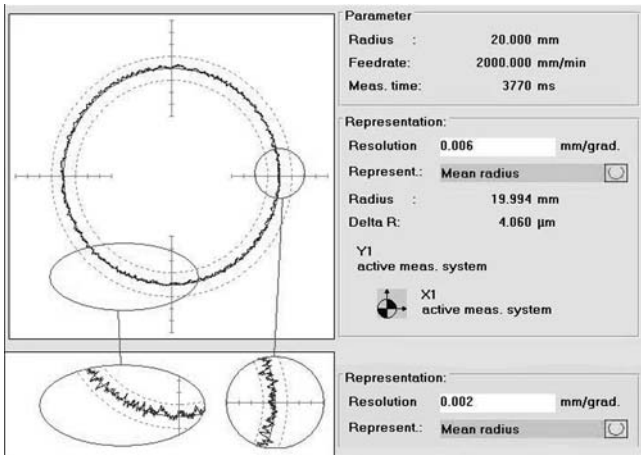 Parameter
Radius : 20.000 mm
Feedrate: 2000.000 mm/min
Meas. time: 3770 ms
Representation:
Resolution 0.006 mm/grad.
Represent.: Mean radius
Radius : 19.994 mm
Delta R: 4.060 µm
Y1
active meas. system
X1
active meas. system
Representation:
Resolution 0.002 mm/grad.
Represent.: Mean radius